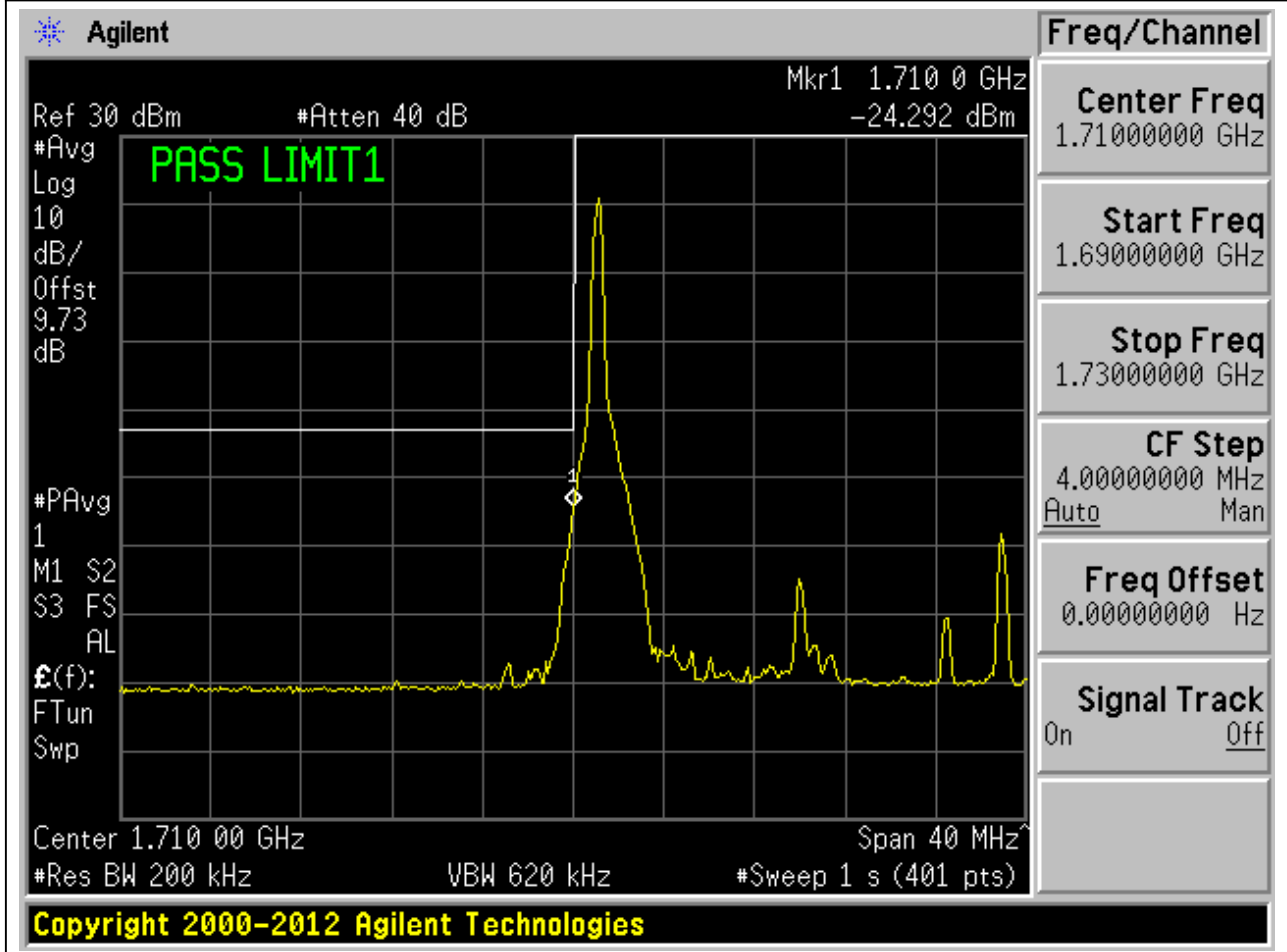 Agilent
Freq/Channel
Mkr1 1.710 0 GHz
Ref 30 dBm #Atten 40 dB -24.292 dBm
#Avg
Log
10
dB/
Offst
9.73
dB
PASS LIMIT1
1
#PAvg
1
M1 S2
S3 FS
AL
£(f):
FTun
Swp
Center 1.710 00 GHz Span 40 MHz^
#Res BW 200 kHz VBW 620 kHz #Sweep 1 s (401 pts)
Center Freq
1.71000000 GHz
Start Freq
1.69000000 GHz
Stop Freq
1.73000000 GHz
CF Step
4.00000000 MHz
Auto Man
Freq Offset
0.00000000 Hz
Signal Track
On Off
Copyright 2000-2012 Agilent Technologies